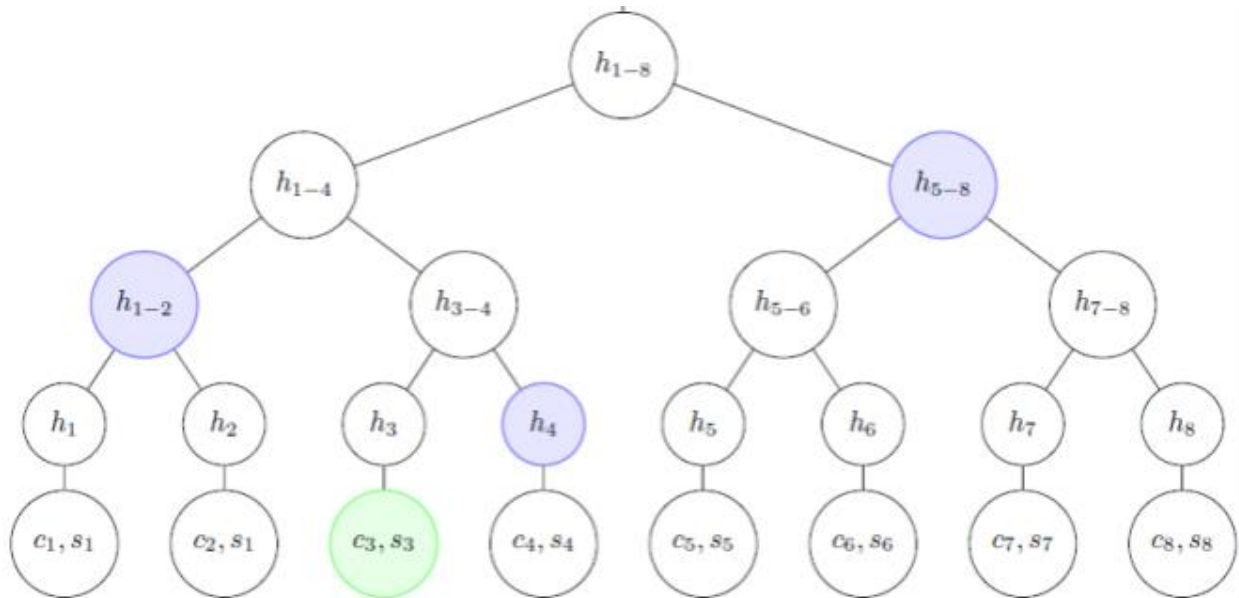 h₁₋₈
h₁₋₄ h₅₋₈
h₁₋₂ h₃₋₄ h₅₋₆ h₇₋₈
h₁ h₂ h₃ h₄ h₅ h₆ h₇ h₈
c₁, s₁ c₂, s₁ c₃, s₃ c₄, s₄ c₅, s₅ c₆, s₆ c₇, s₇ c₈, s₈